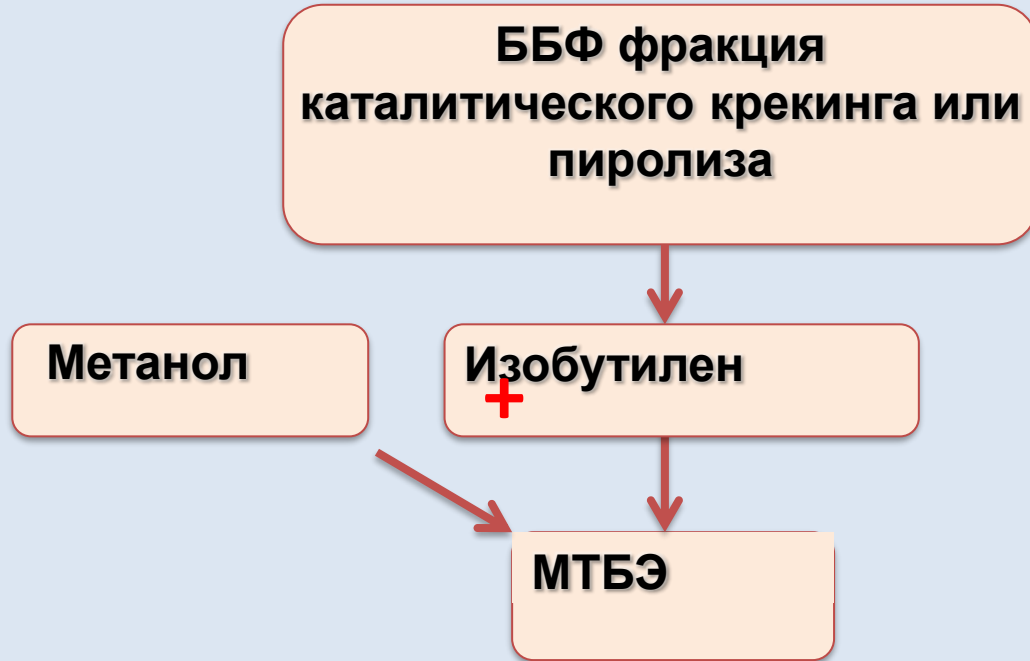 ББФ фракция
каталитического крекинга или
пиролиза
Метанол
Изобутилен
+
МТБЭ